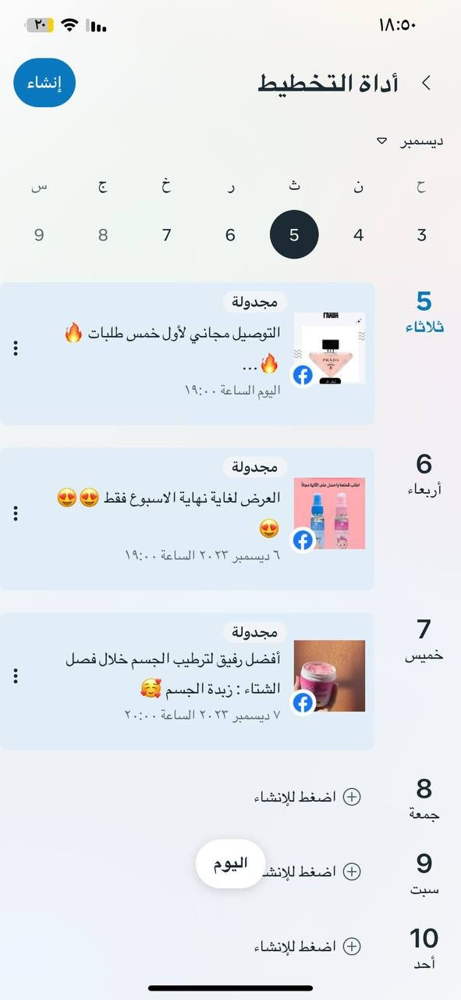 ١٨:٥٠
٢٠
أداة التخطيط
إنشاء
ديسمبر
ح ن ث ر خ ج س
3 4 5 6 7 8 9
5
ثلاثاء
مجدولة
التوصيل مجاني لأول خمس طلبات 🔥
🔥...
اليوم الساعة ١٩:٠٠
PRADA
6
أربعاء
مجدولة
العرض لغاية نهاية الاسبوع فقط 😍😍
😍
٦ ديسمبر ٢٠٢٣ الساعة ١٩:٠٠
7
خميس
مجدولة
أفضل رفيق لترطيب الجسم خلال فصل
الشتاء : زبدة الجسم 🥰
٧ ديسمبر ٢٠٢٣ الساعة ٢٠:٠٠
8
جمعة
اضغط للإنشاء
9
سبت
اضغط للإنش
اليوم
10
أحد
اضغط للإنشاء